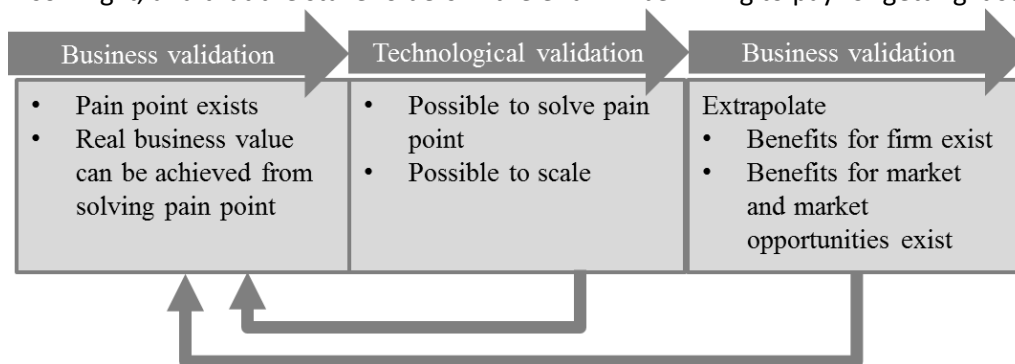 Business validation
Technological validation
Business validation
• Pain point exists
• Real business value
can be achieved from
solving pain point
• Possible to solve pain
point
• Possible to scale
Extrapolate
• Benefits for firm exist
• Benefits for market
and market
opportunities exist